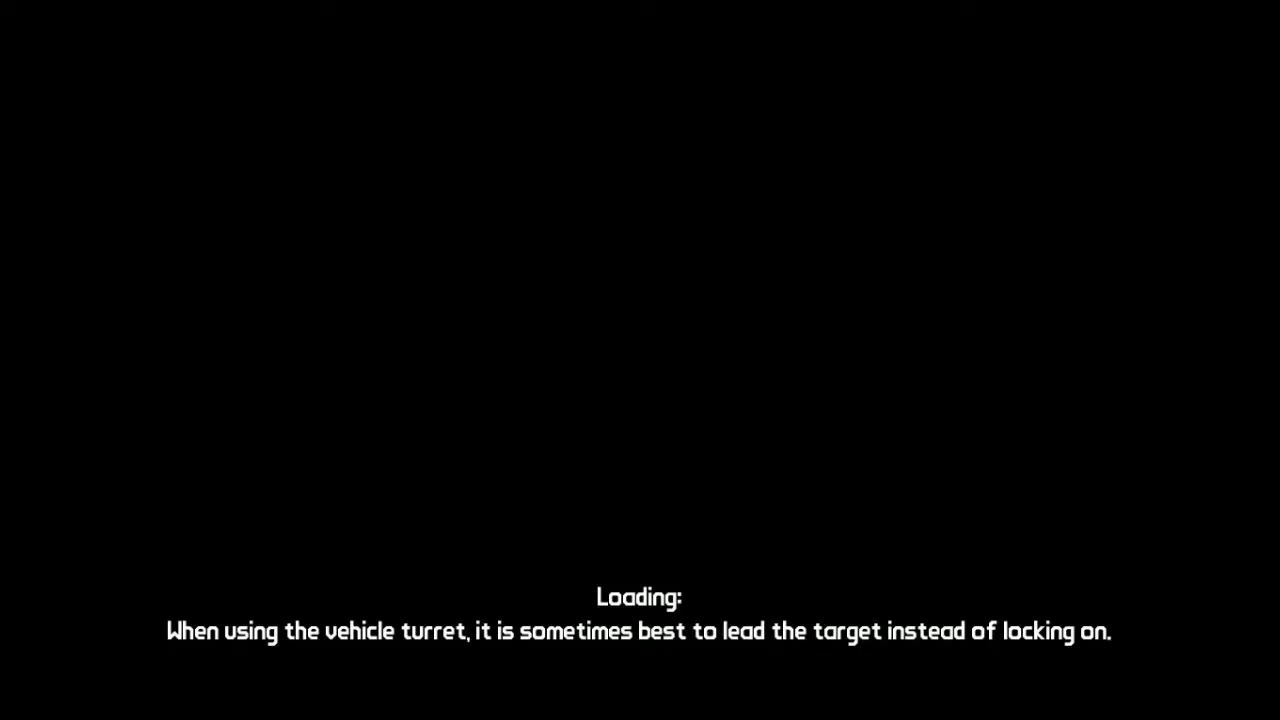 Loading:
When using the vehicle turret, it is sometimes best to lead the target instead of locking on.